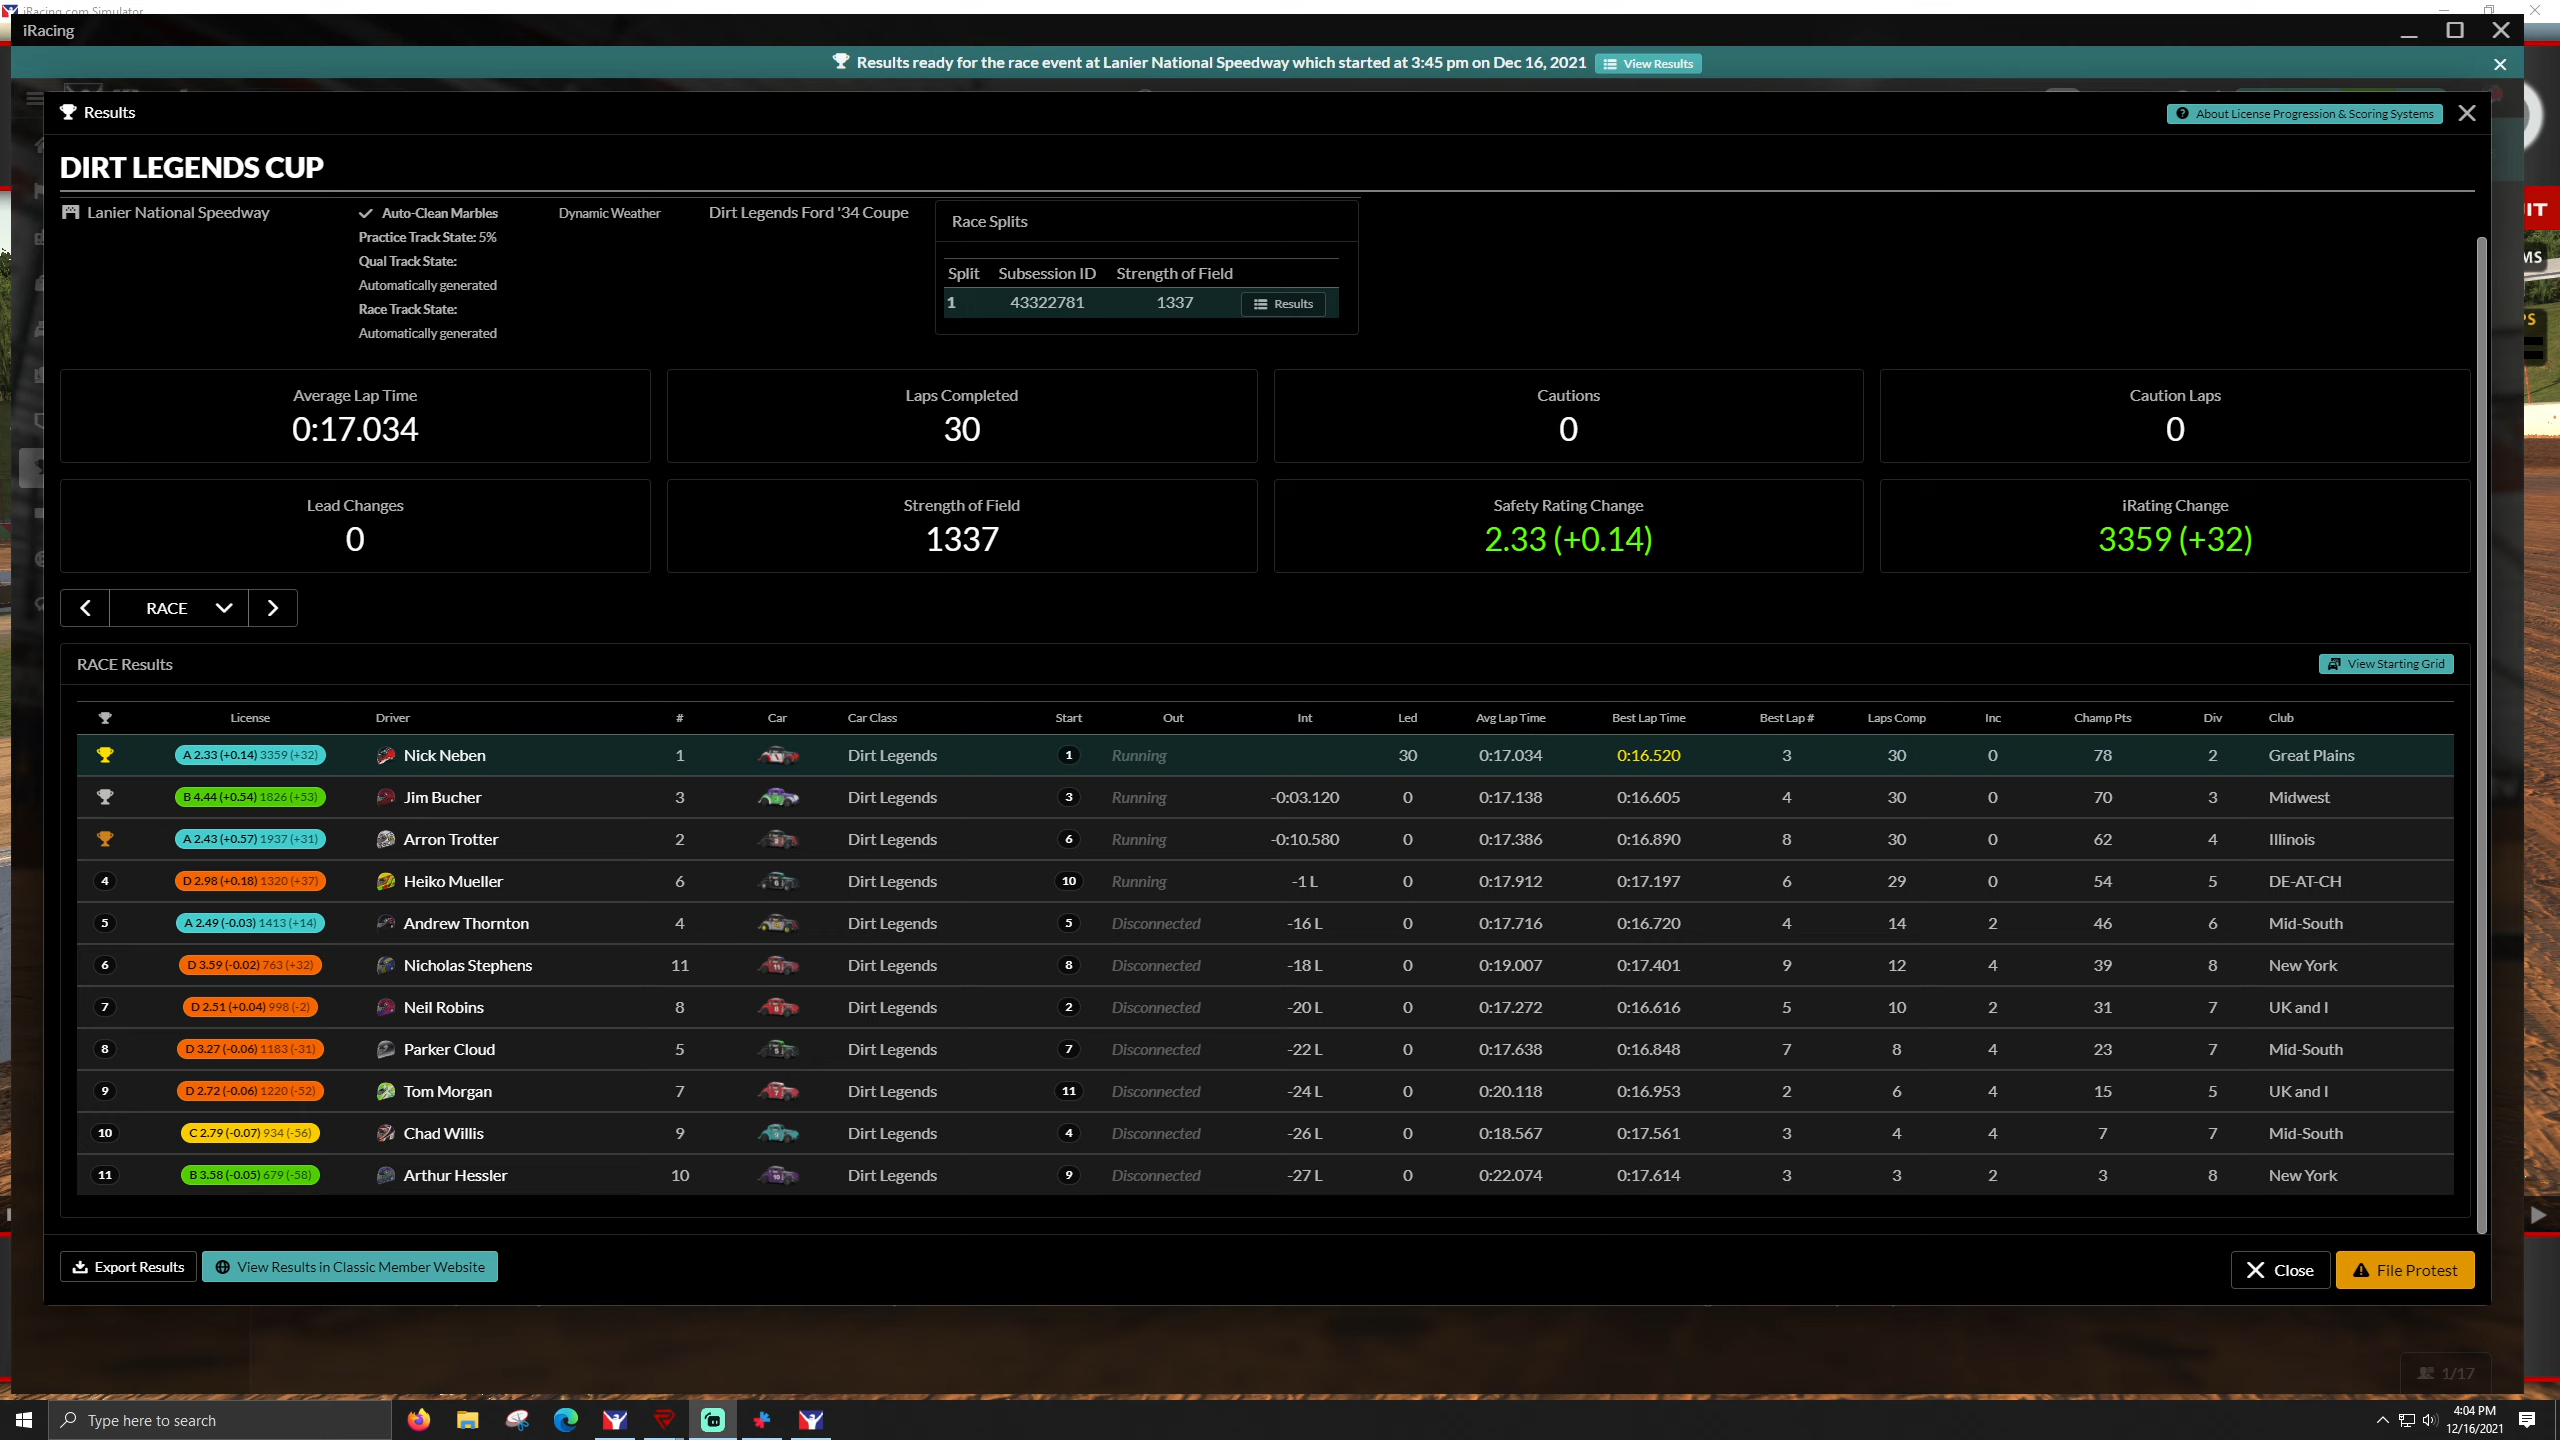 iRacing.com Simulator
iRacing
Results ready for the race event at Lanier National Speedway which started at 3:45 pm on Dec 16, 2021 View Results
Results About License Progression & Scoring Systems
DIRT LEGENDS CUP
Lanier National Speedway
Auto-Clean Marbles
Practice Track State: 5%
Qual Track State:
Automatically generated
Race Track State:
Automatically generated
Dynamic Weather
Dirt Legends Ford '34 Coupe
Race Splits
Split Subsession ID Strength of Field
1 43322781 1337 Results
Average Lap Time
0:17.034
Laps Completed
30
Cautions
0
Caution Laps
0
Lead Changes
0
Strength of Field
1337
Safety Rating Change
2.33 (+0.14)
iRating Change
3359 (+32)
RACE
RACE Results View Starting Grid
License Driver # Car Car Class Start Out Int Led Avg Lap Time Best Lap Time Best Lap # Laps Comp Inc Champ Pts Div Club
A 2.33 (+0.14) 3359 (+32) Nick Neben 1 Dirt Legends 1 Running 30 0:17.034 0:16.520 3 30 0 78 2 Great Plains
B 4.44 (+0.54) 1826 (+53) Jim Bucher 3 Dirt Legends 3 Running -0:03.120 0 0:17.138 0:16.605 4 30 0 70 3 Midwest
A 2.43 (+0.57) 1937 (+31) Arron Trotter 2 Dirt Legends 6 Running -0:10.580 0 0:17.386 0:16.890 8 30 0 62 4 Illinois
4 D 2.98 (+0.18) 1320 (+37) Heiko Mueller 6 Dirt Legends 10 Running -1 L 0 0:17.912 0:17.197 6 29 0 54 5 DE-AT-CH
5 A 2.49 (-0.03) 1413 (+14) Andrew Thornton 4 Dirt Legends 5 Disconnected -16 L 0 0:17.716 0:16.720 4 14 2 46 6 Mid-South
6 D 3.59 (-0.02) 763 (+32) Nicholas Stephens 11 Dirt Legends 8 Disconnected -18 L 0 0:19.007 0:17.401 9 12 4 39 8 New York
7 D 2.51 (+0.04) 998 (-2) Neil Robins 8 Dirt Legends 2 Disconnected -20 L 0 0:17.272 0:16.616 5 10 2 31 7 UK and I
8 D 3.27 (-0.06) 1183 (-31) Parker Cloud 5 Dirt Legends 7 Disconnected -22 L 0 0:17.638 0:16.848 7 8 4 23 7 Mid-South
9 D 2.72 (-0.06) 1220 (-52) Tom Morgan 7 Dirt Legends 11 Disconnected -24 L 0 0:20.118 0:16.953 2 6 4 15 5 UK and I
10 C 2.79 (-0.07) 934 (-56) Chad Willis 9 Dirt Legends 4 Disconnected -26 L 0 0:18.567 0:17.561 3 4 4 7 7 Mid-South
11 B 3.58 (-0.05) 679 (-58) Arthur Hessler 10 Dirt Legends 9 Disconnected -27 L 0 0:22.074 0:17.614 3 3 2 3 8 New York
Export Results View Results in Classic Member Website Close File Protest
1/17
Type here to search
4:04 PM
12/16/2021